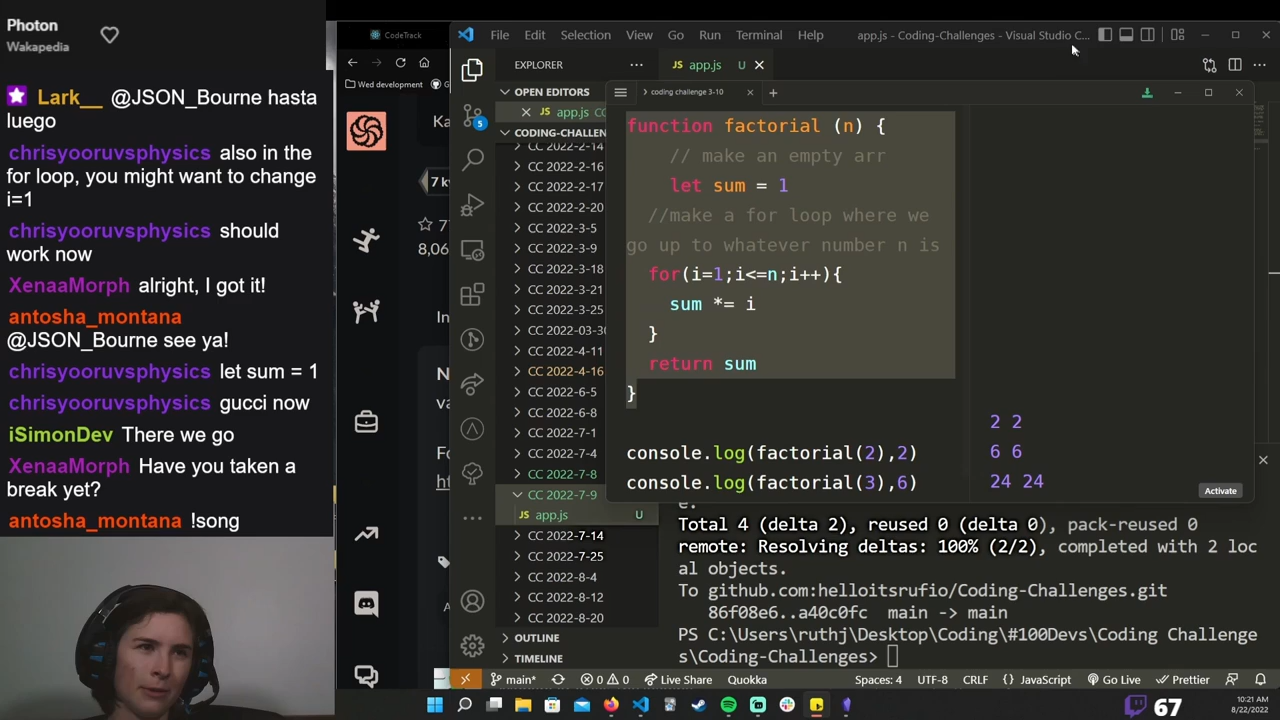 Photon
Wakapedia
Lark__ @JSON_Bourne hasta
luego
chrisyooruvsphysics also in the
for loop, you might want to change
i=1
chrisyooruvsphysics should
work now
XenaaMorph alright, I got it!
antosha_montana
@JSON_Bourne see ya!
chrisyooruvsphysics let sum = 1
chrisyooruvsphysics gucci now
iSimonDev There we go
XenaaMorph Have you taken a
break yet?
antosha_montana !song
CodeTrack
Wed development
7 ky
8,06
File Edit Selection View Go Run Terminal Help
app.js - Coding-Challenges - Visual Studio C...
EXPLORER
OPEN EDITORS
app.js
CODING-CHALLEN
CC 2022-2-14
CC 2022-2-16
CC 2022-2-17
CC 2022-2-20
CC 2022-3-5
CC 2022-3-9
CC 2022-3-18
CC 2022-3-21
CC 2022-3-25
CC 2022-03-30
CC 2022-4-11
CC 2022-4-16
CC 2022-6-5
CC 2022-6-8
CC 2022-7-1
CC 2022-7-4
CC 2022-7-8
CC 2022-7-9
app.js U
CC 2022-7-14
CC 2022-7-25
CC 2022-8-4
CC 2022-8-12
CC 2022-8-20
OUTLINE
TIMELINE
5
app.js U
coding challenge 3-10
function factorial (n) {
// make an empty arr
let sum = 1
//make a for loop where we
go up to whatever number n is
for(i=1;i<=n;i++){
sum *= i
}
return sum
}
console.log(factorial(2),2)
console.log(factorial(3),6)
2 2
6 6
24 24
Activate
e.
Total 4 (delta 2), reused 0 (delta 0), pack-reused 0
remote: Resolving deltas: 100% (2/2), completed with 2 loc
al objects.
To github.com:helloitsrufio/Coding-Challenges.git
86f08e6..a40c0fc main -> main
PS C:\Users\ruthj\Desktop\Coding\#100Devs\Coding Challenge
s\Coding-Challenges>
main* 0 0 Live Share Quokka Spaces: 4 UTF-8 CRLF {} JavaScript Go Live Prettier
67
10:21 AM
8/22/2022